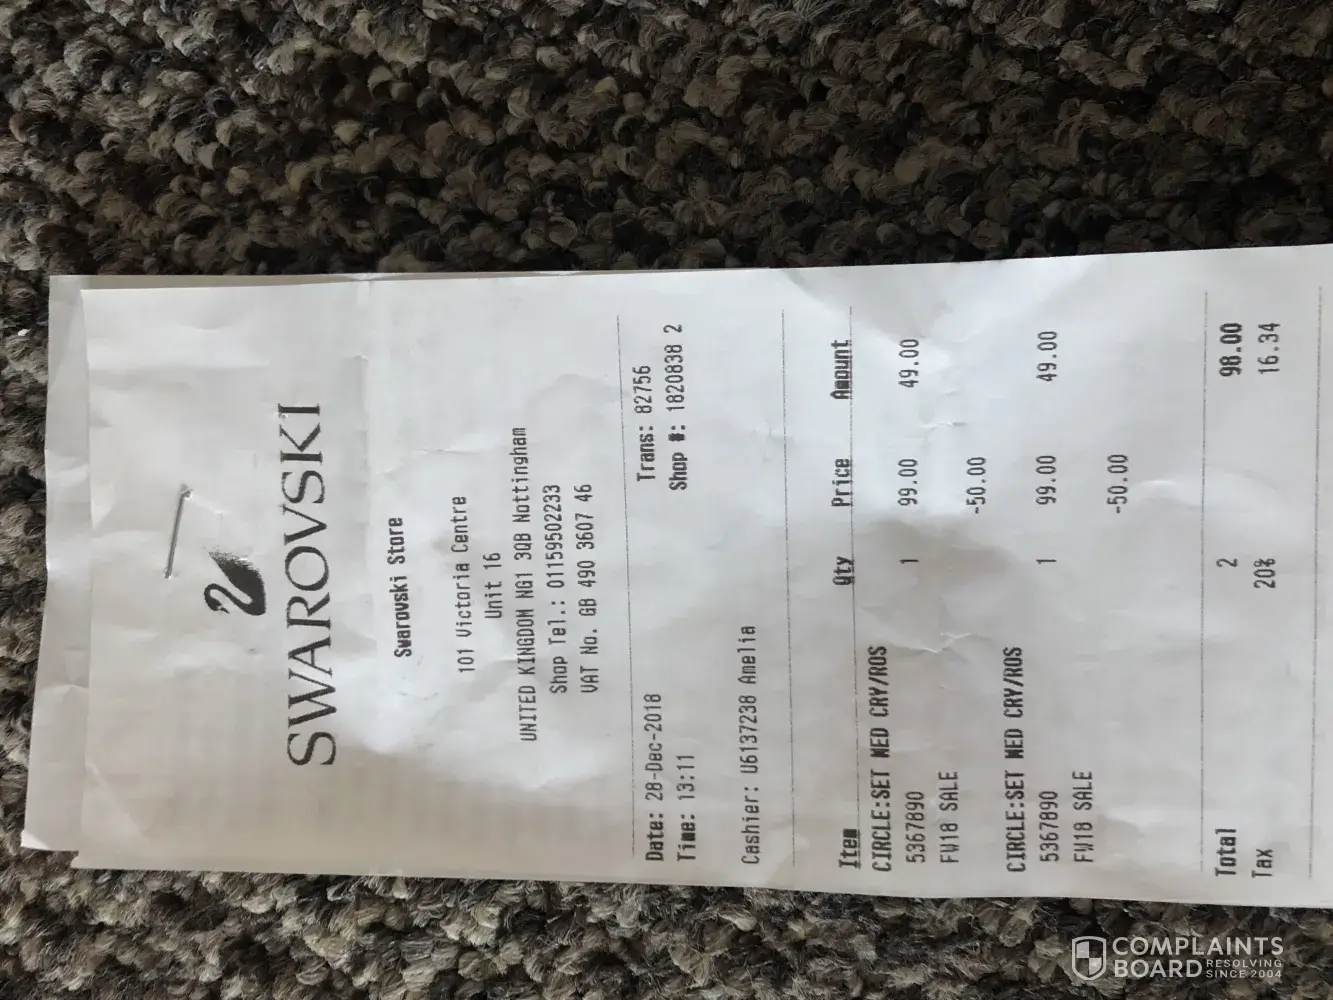 SWAROVSKI
Swarovski Store
101 Victoria Centre
Unit 16
UNITED KINGDOM NG1 3QB Nottingham
Shop Tel.: 01159502233
VAT No. GB 490 3607 46
Date: 28-Dec-2018 Trans: 82756
Time: 13:11 Shop #: 1820838 2
Cashier: U6137238 Amelia
Item Qty Price Amount
CIRCLE:SET MED CRY/ROS 1 99.00 49.00
5367890
FW18 SALE -50.00
CIRCLE:SET MED CRY/ROS 1 99.00 49.00
5367890
FW18 SALE -50.00
Total 2 98.00
Tax 20% 16.34
COMPLAINTS
BOARD RESOLVING
SINCE 2004